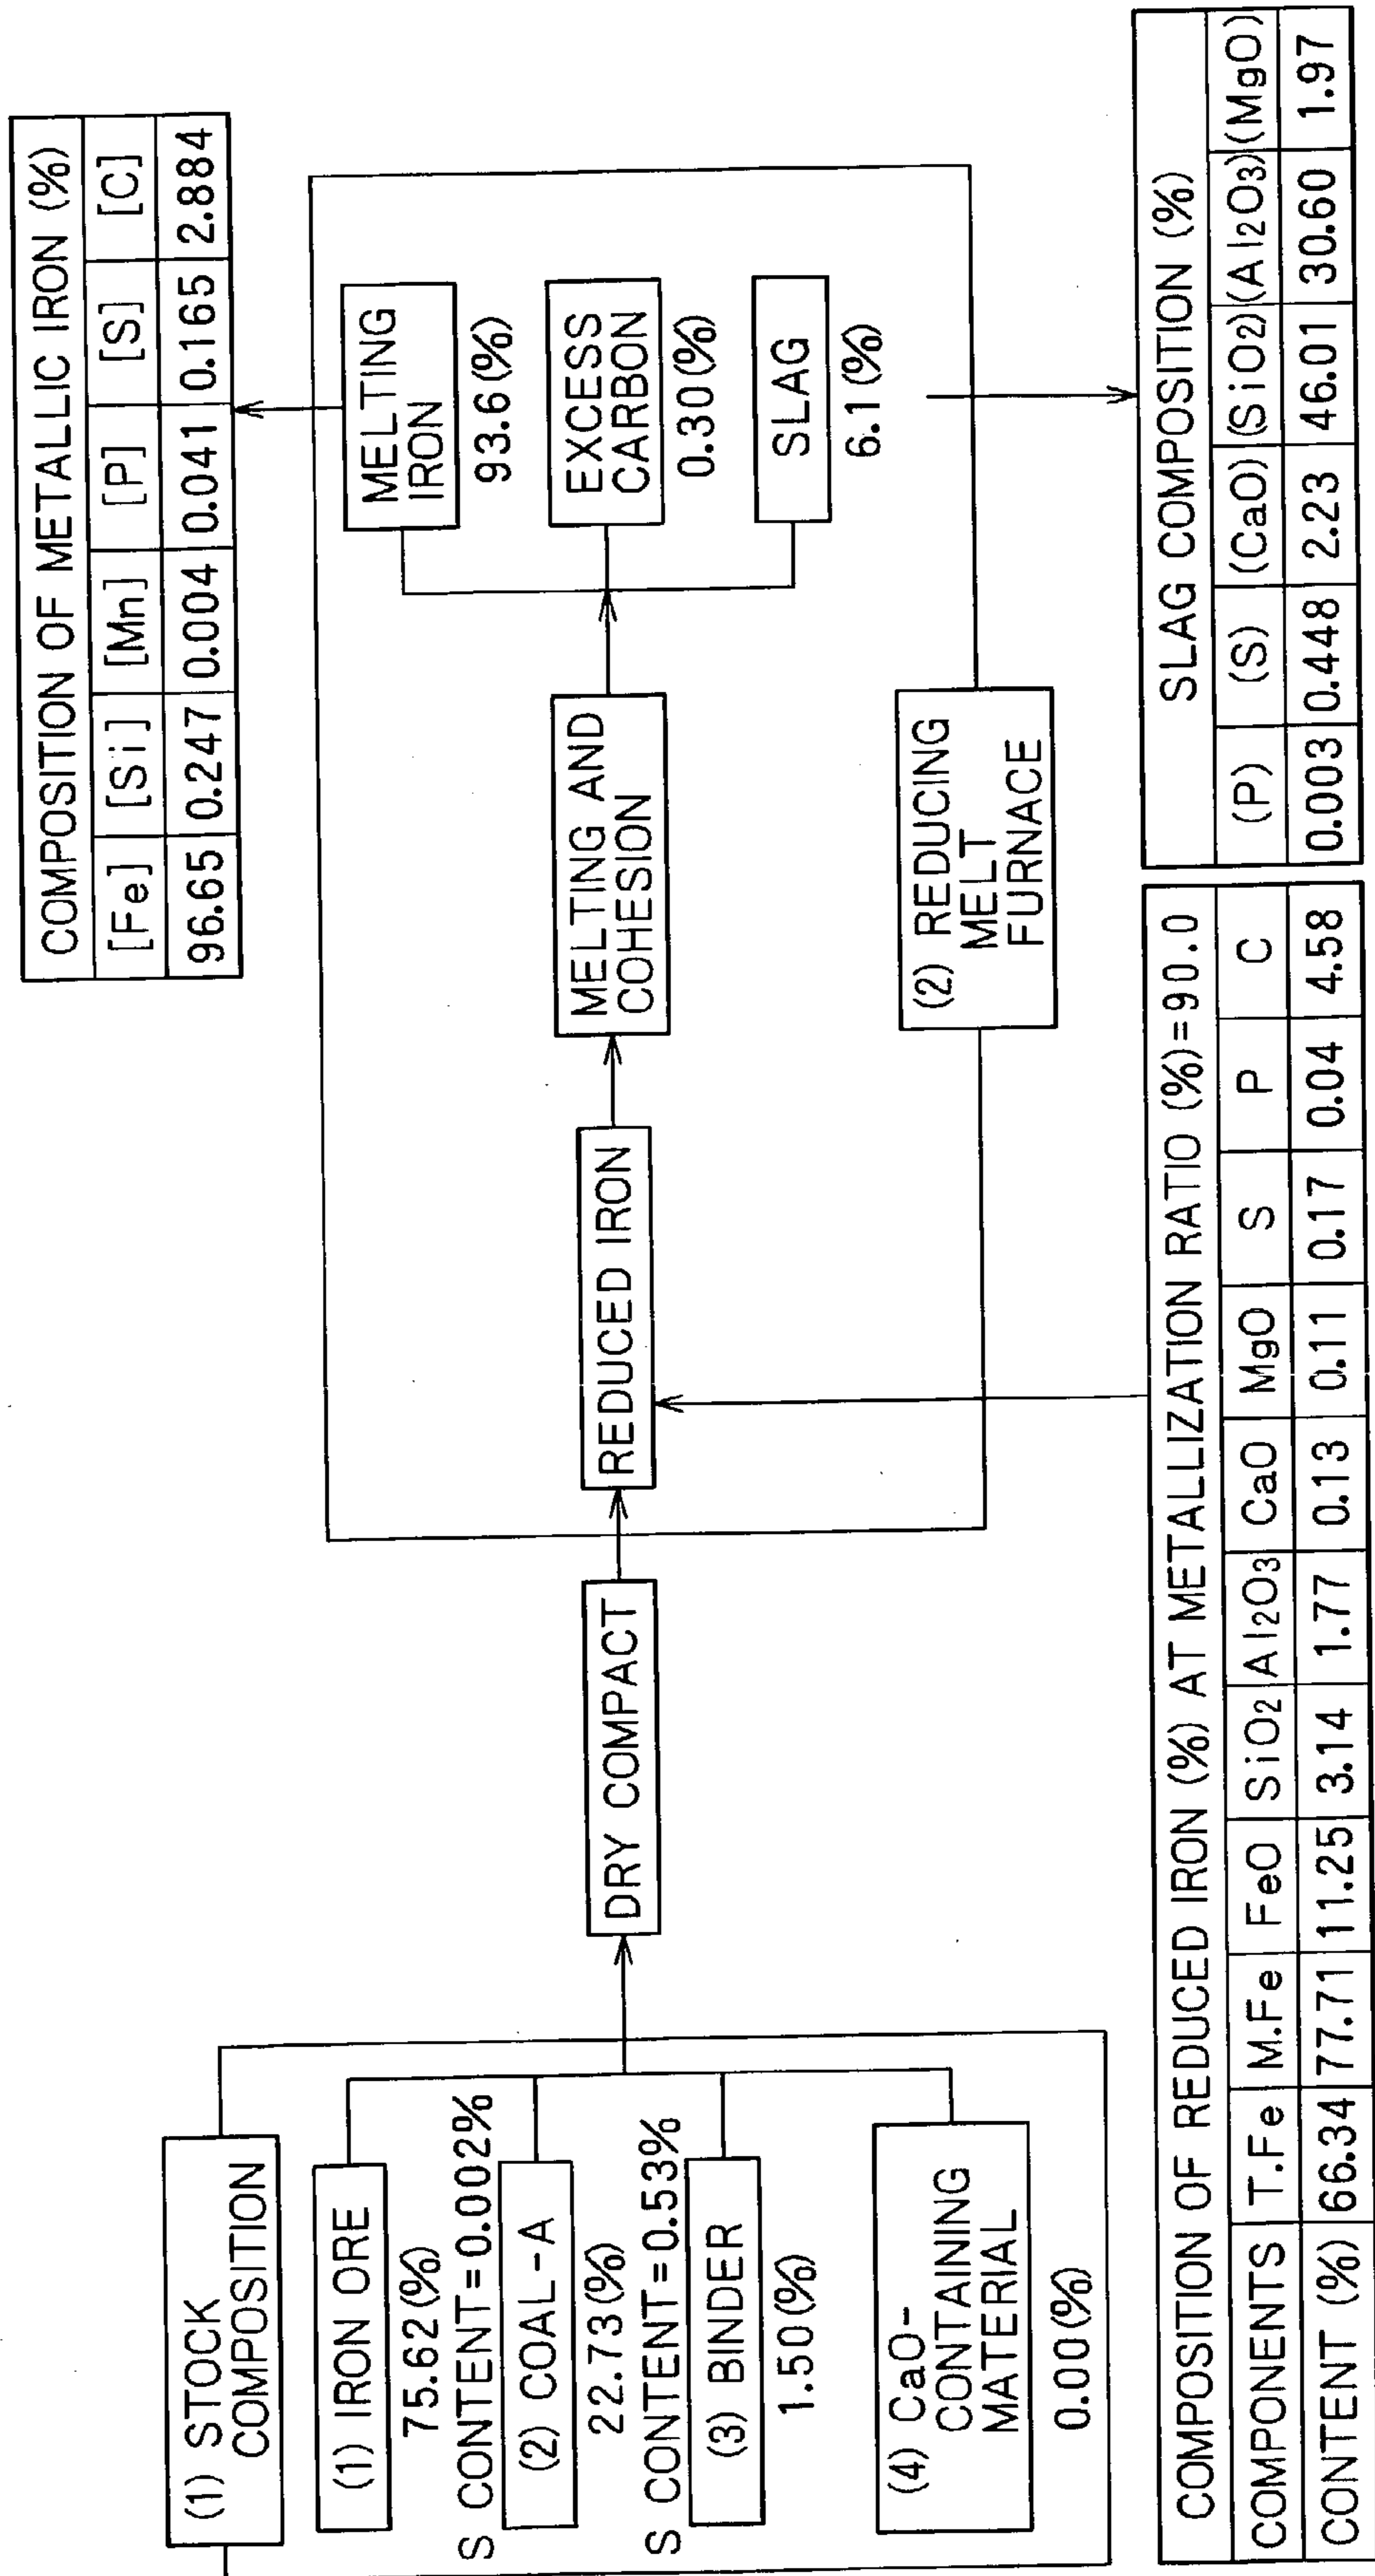 (1) STOCK
COMPOSITION
(1) IRON ORE
75.62(%)
S CONTENT=0.002%
(2) COAL-A
22.73(%)
S CONTENT=0.53%
(3) BINDER
1.50(%)
(4) CaO-
CONTAINING
MATERIAL
0.00(%)
DRY COMPACT
REDUCED IRON
MELTING AND
COHESION
(2) REDUCING
MELT
FURNACE
MELTING
IRON
93.6(%)
EXCESS
CARBON
0.30(%)
SLAG
6.1(%)
COMPOSITION OF METALLIC IRON (%)
[Fe] [Si] [Mn] [P] [S] [C]
96.65 0.247 0.004 0.041 0.165 2.884
COMPOSITION OF REDUCED IRON (%) AT METALLIZATION RATIO (%)=90.0
COMPONENTS T.Fe M.Fe FeO SiO2 Al2O3 CaO MgO S P C
CONTENT (%) 66.34 77.71 11.25 3.14 1.77 0.13 0.11 0.17 0.04 4.58
SLAG COMPOSITION (%)
(P) (S) (CaO) (SiO2) (Al2O3) (MgO)
0.003 0.448 2.23 46.01 30.60 1.97